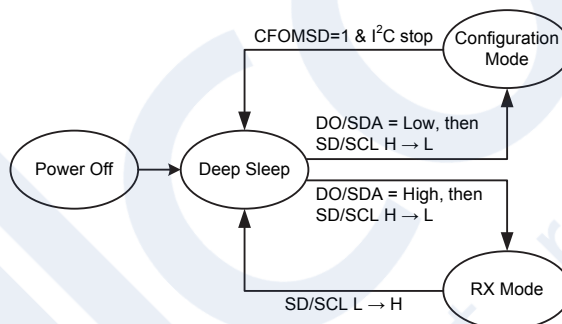 CFOMSD=1 & I²C stop
Configuration
Mode
DO/SDA = Low, then
SD/SCL H → L
Power Off
Deep Sleep
DO/SDA = High, then
SD/SCL H → L
RX Mode
SD/SCL L → H